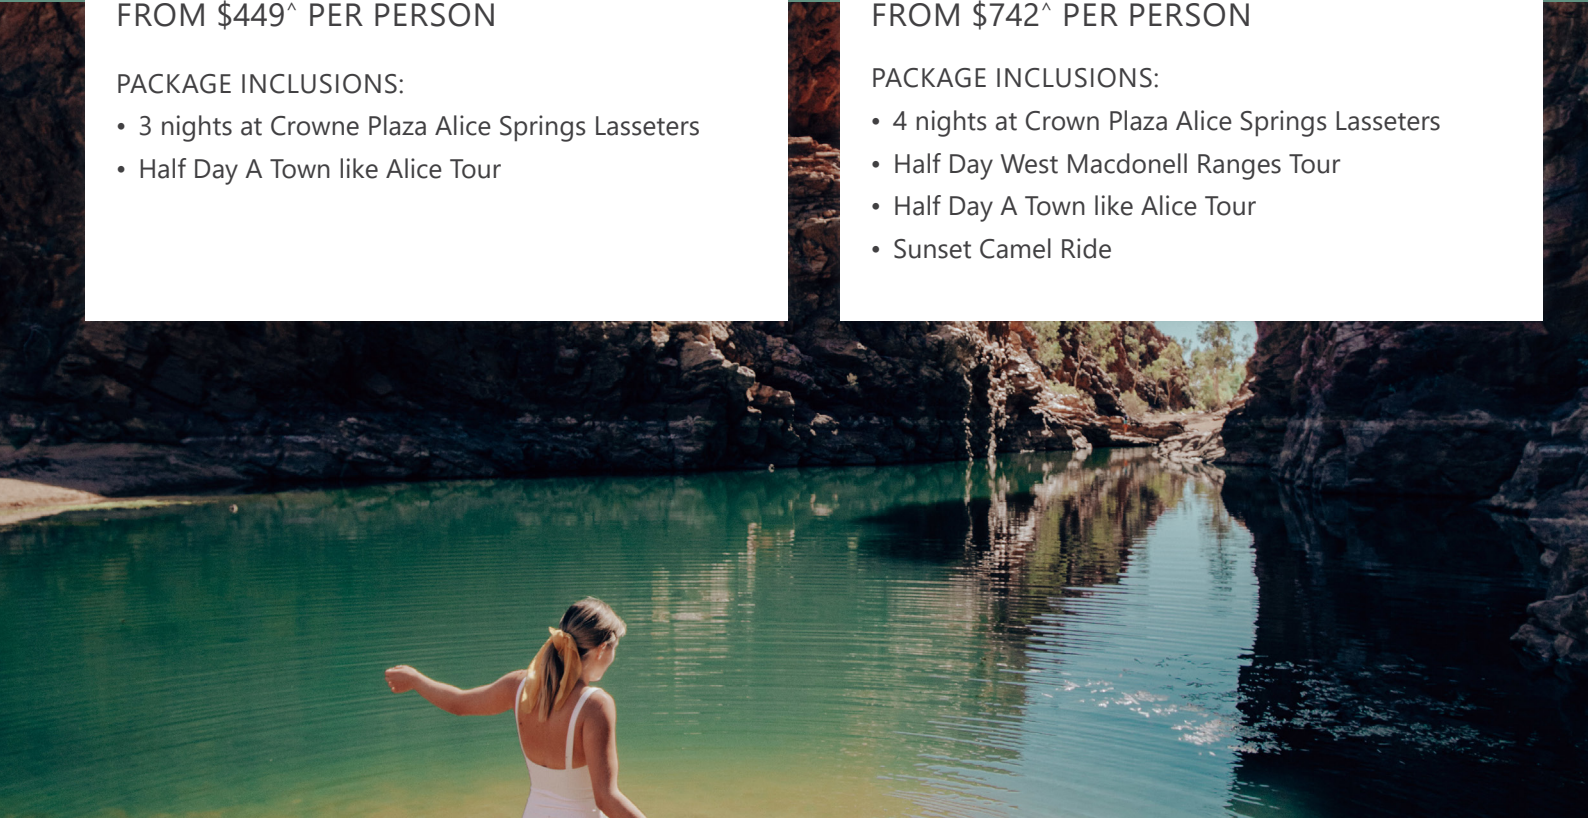 FROM $449^ PER PERSON
PACKAGE INCLUSIONS:
• 3 nights at Crowne Plaza Alice Springs Lasseters
• Half Day A Town like Alice Tour
FROM $742^ PER PERSON
PACKAGE INCLUSIONS:
• 4 nights at Crown Plaza Alice Springs Lasseters
• Half Day West Macdonell Ranges Tour
• Half Day A Town like Alice Tour
• Sunset Camel Ride